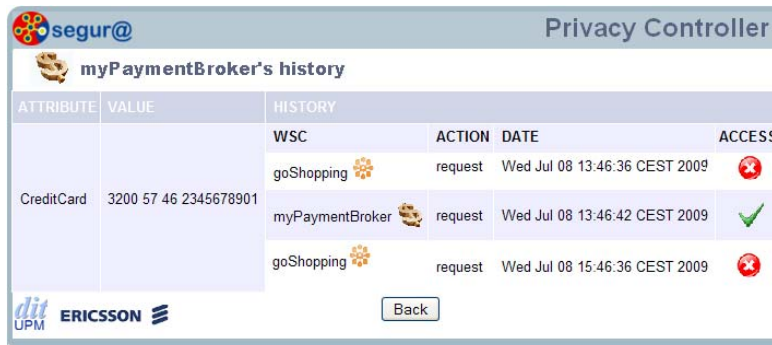 segur@ Privacy Controller
myPaymentBroker's history
ATTRIBUTE VALUE HISTORY
WSC ACTION DATE ACCESS
goShopping request Wed Jul 08 13:46:36 CEST 2009
CreditCard 3200 57 46 2345678901
myPaymentBroker request Wed Jul 08 13:46:42 CEST 2009
goShopping request Wed Jul 08 15:46:36 CEST 2009
dit UPM ERICSSON Back